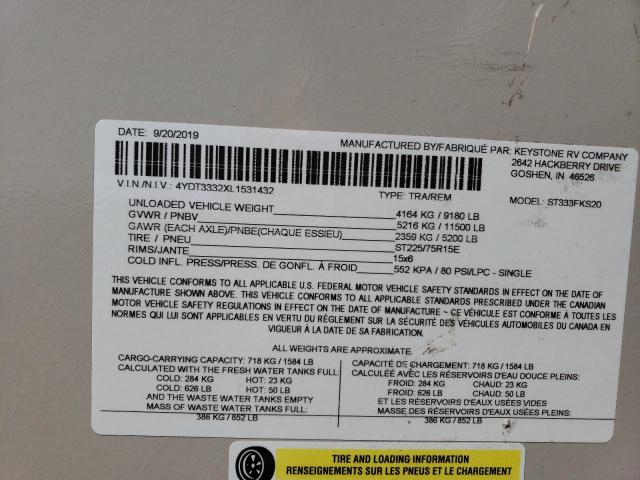 DATE: 9/20/2019
MANUFACTURED BY/FABRIQUÉ PAR: KEYSTONE RV COMPANY
2642 HACKBERRY DRIVE
GOSHEN, IN 46526
V.I.N./N.I.V.: 4YDT3332XL1531432
TYPE: TRA/REM
MODEL: ST333FKS20
UNLOADED VEHICLE WEIGHT 4164 KG / 9180 LB
GVWR / PNBV 5216 KG / 11500 LB
GAWR (EACH AXLE)/PNBE(CHAQUE ESSIEU) 2359 KG / 5200 LB
TIRE / PNEU ST225/75R15E
RIMS/JANTE 15x6
COLD INFL. PRESS/PRESS. DE GONFL. À FROID 552 KPA / 80 PSI/LPC - SINGLE
THIS VEHICLE CONFORMS TO ALL APPLICABLE U.S. FEDERAL MOTOR VEHICLE SAFETY STANDARDS IN EFFECT ON THE DATE OF
MANUFACTURE SHOWN ABOVE. THIS VEHICLE CONFORMS TO ALL APPLICABLE STANDARDS PRESCRIBED UNDER THE CANADIAN
MOTOR VEHICLE SAFETY REGULATIONS IN EFFECT ON THE DATE OF MANUFACTURE ~ CE VÉHICULE EST CONFORME À TOUTES LES
NORMES QUI LUI SONT APPLICABLES EN VERTU DU RÉGLEMENT SUR LA SÉCURITÉ DES VÉHICULES AUTOMOBILES DU CANADA EN
VIGUEUR À LA DATE DE SA FABRICATION.
ALL WEIGHTS ARE APPROXIMATE.
CARGO-CARRYING CAPACITY: 718 KG / 1584 LB
CALCULATED WITH THE FRESH WATER TANKS FULL:
COLD: 284 KG HOT: 23 KG
COLD: 626 LB HOT: 50 LB
AND THE WASTE WATER TANKS EMPTY
MASS OF WASTE WATER TANKS FULL:
386 KG / 852 LB
CAPACITÉ DE CHARGEMENT: 718 KG / 1584 LB
CALCULÉE AVEC LES RÉSERVOIRS D'EAU DOUCE PLEINS:
FROID: 284 KG CHAUD: 23 KG
FROID: 626 LB CHAUD: 50 LB
ET LES RÉSERVOIRS D'EAUX USÉES VIDES
MASSE DES RÉSERVOIRS D'EAUX USÉES PLEINS:
386 KG / 852 LB
TIRE AND LOADING INFORMATION
RENSEIGNEMENTS SUR LES PNEUS ET LE CHARGEMENT